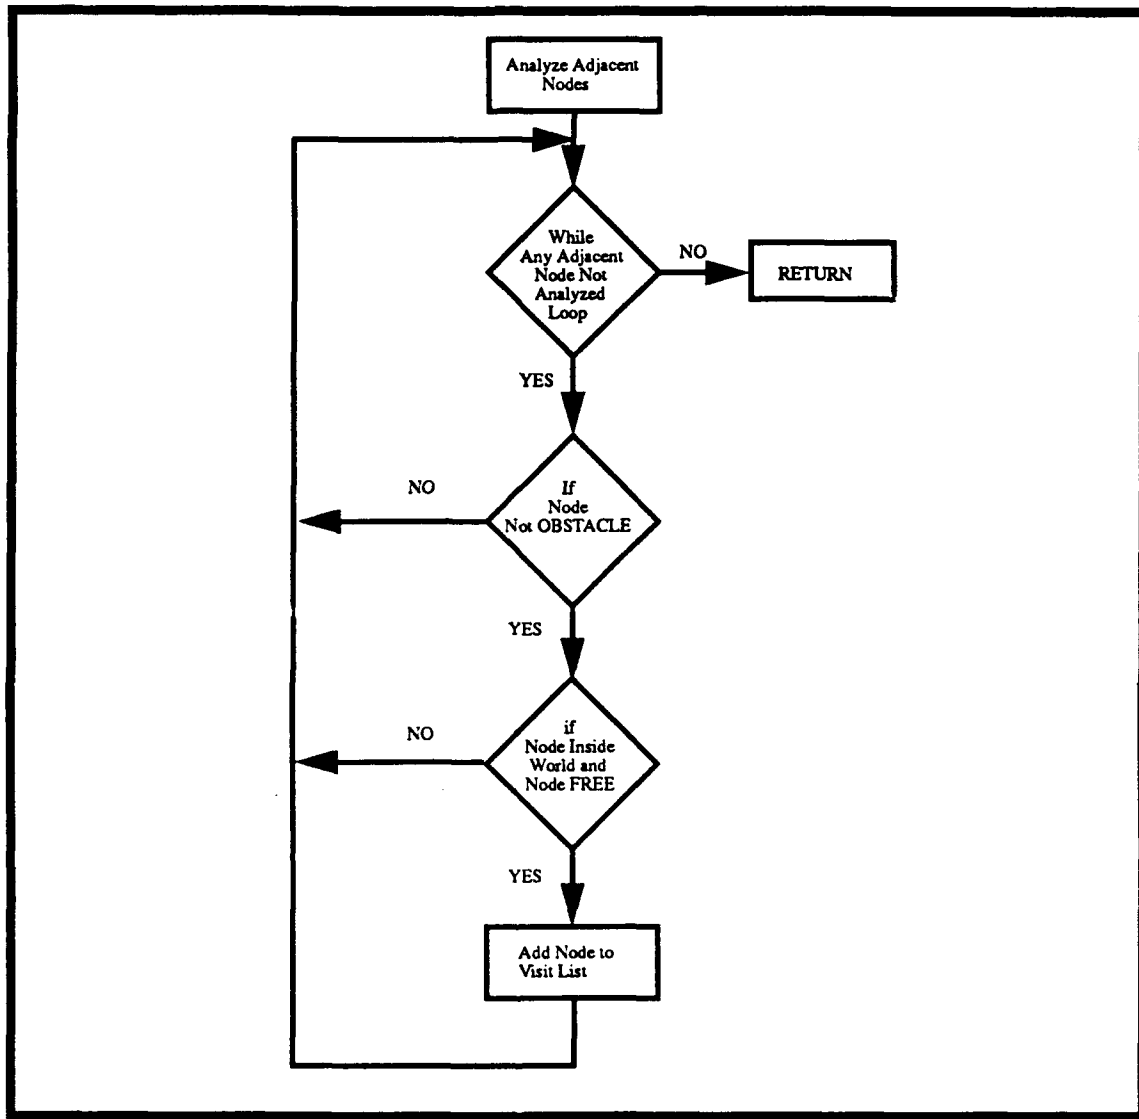 Analyze Adjacent
Nodes
While
Any Adjacent
Node Not
Analyzed
Loop
NO
RETURN
YES
If
Node
Not OBSTACLE
NO
YES
if
Node Inside
World and
Node FREE
NO
YES
Add Node to
Visit List